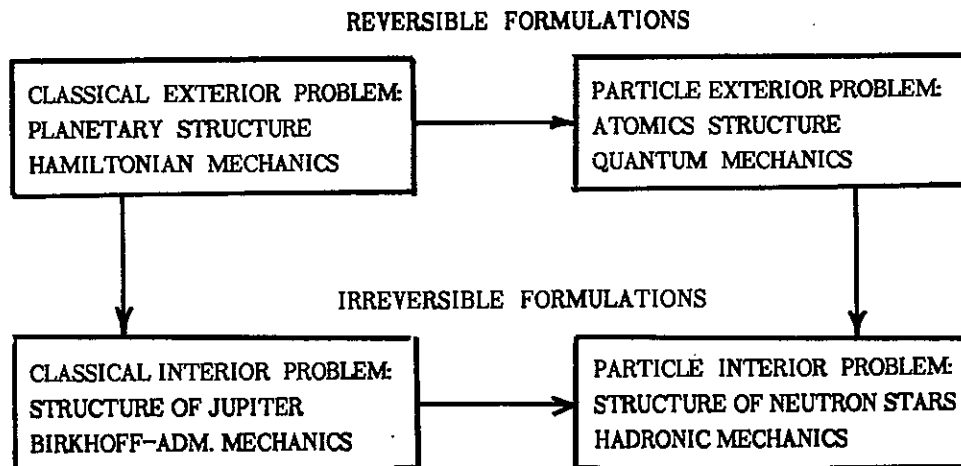 REVERSIBLE FORMULATIONS
CLASSICAL EXTERIOR PROBLEM:
PLANETARY STRUCTURE
HAMILTONIAN MECHANICS
PARTICLE EXTERIOR PROBLEM:
ATOMICS STRUCTURE
QUANTUM MECHANICS
IRREVERSIBLE FORMULATIONS
CLASSICAL INTERIOR PROBLEM:
STRUCTURE OF JUPITER
BIRKHOFF-ADM. MECHANICS
PARTICLE INTERIOR PROBLEM:
STRUCTURE OF NEUTRON STARS
HADRONIC MECHANICS